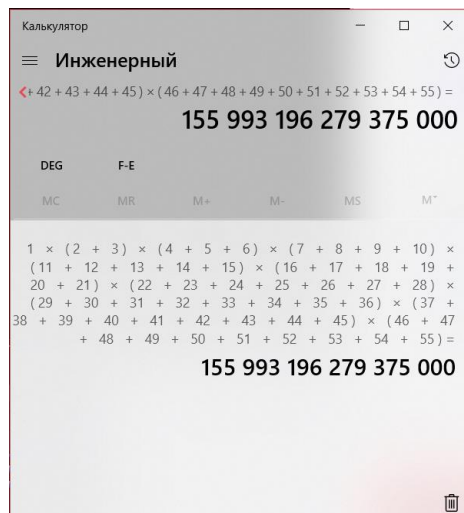 Калькулятор
Инженерный
+ 42 + 43 + 44 + 45 ) × ( 46 + 47 + 48 + 49 + 50 + 51 + 52 + 53 + 54 + 55 ) =
155 993 196 279 375 000
DEG F-E
MC MR M+ M- MS M˅
1 × (2 + 3) × (4 + 5 + 6) × (7 + 8 + 9 + 10) ×
(11 + 12 + 13 + 14 + 15) × (16 + 17 + 18 + 19 +
20 + 21) × (22 + 23 + 24 + 25 + 26 + 27 + 28) ×
(29 + 30 + 31 + 32 + 33 + 34 + 35 + 36) × (37 +
38 + 39 + 40 + 41 + 42 + 43 + 44 + 45) × (46 + 47
+ 48 + 49 + 50 + 51 + 52 + 53 + 54 + 55) =
155 993 196 279 375 000